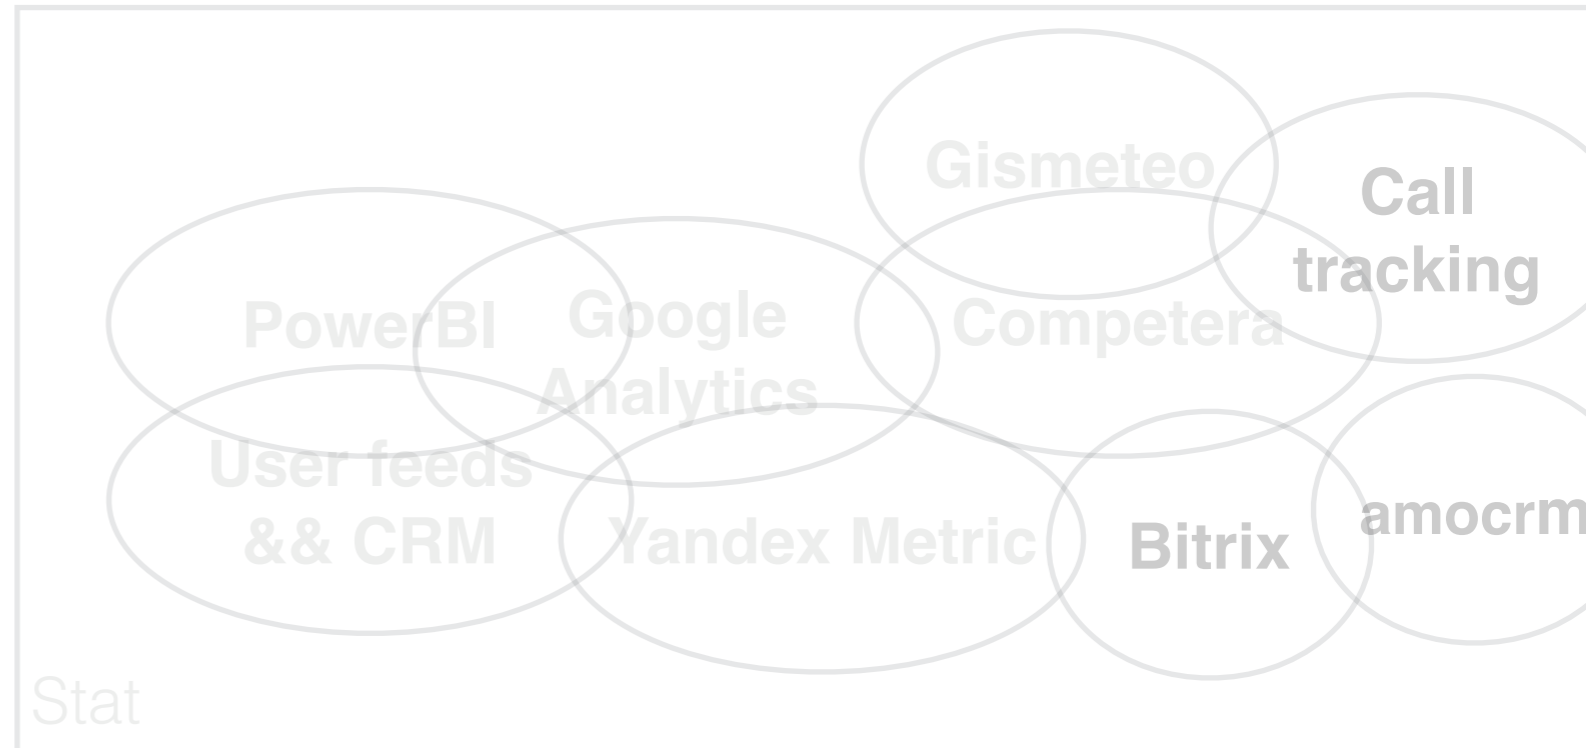 Gismeteo
Call
tracking
PowerBI
Google
Analytics
Competera
User feeds
&& CRM
Yandex Metric
Bitrix
amocrm
Stat